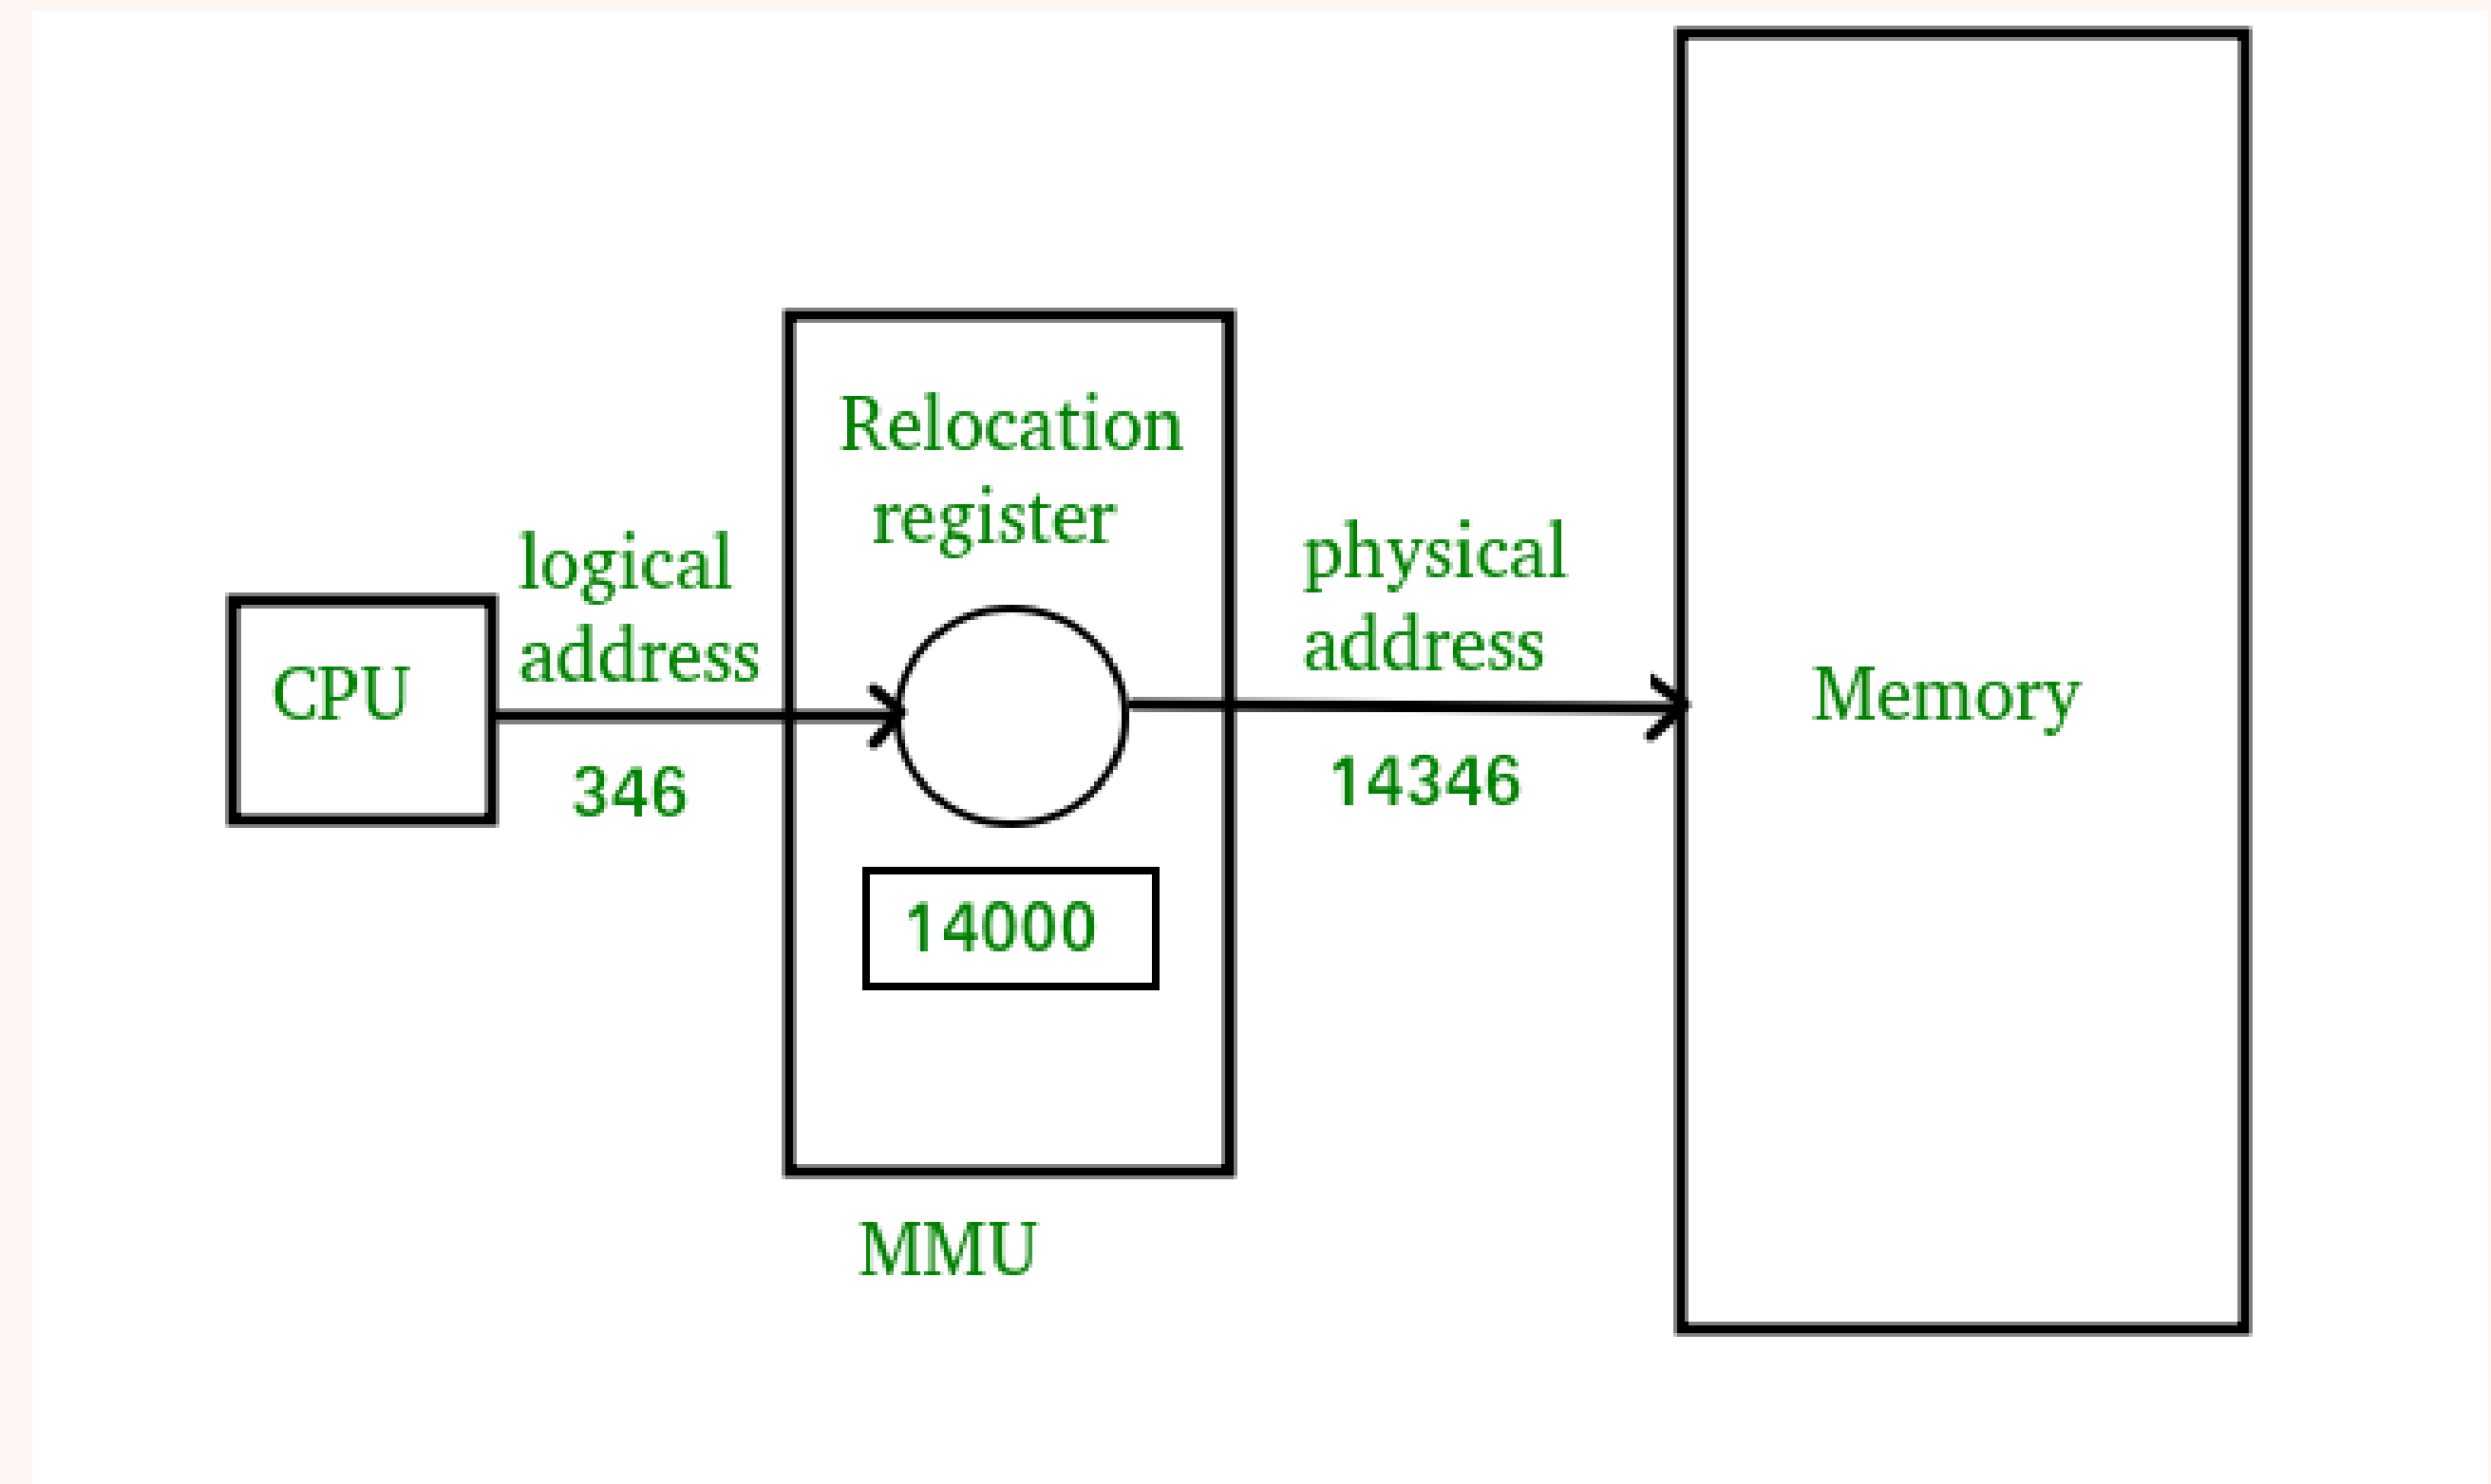 Relocation
register
logical
address
physical
address
CPU
Memory
346
14346
14000
MMU